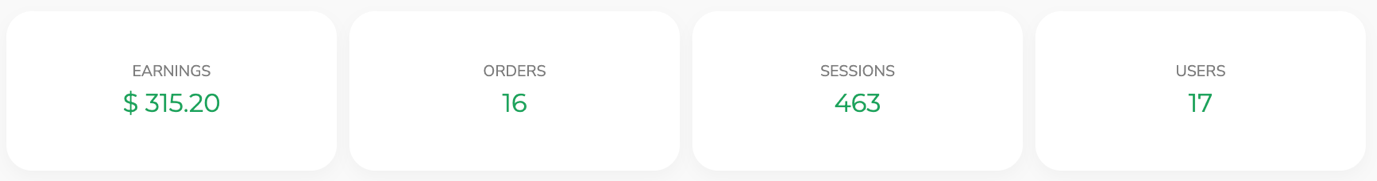 EARNINGS
$ 315.20
ORDERS
16
SESSIONS
463
USERS
17